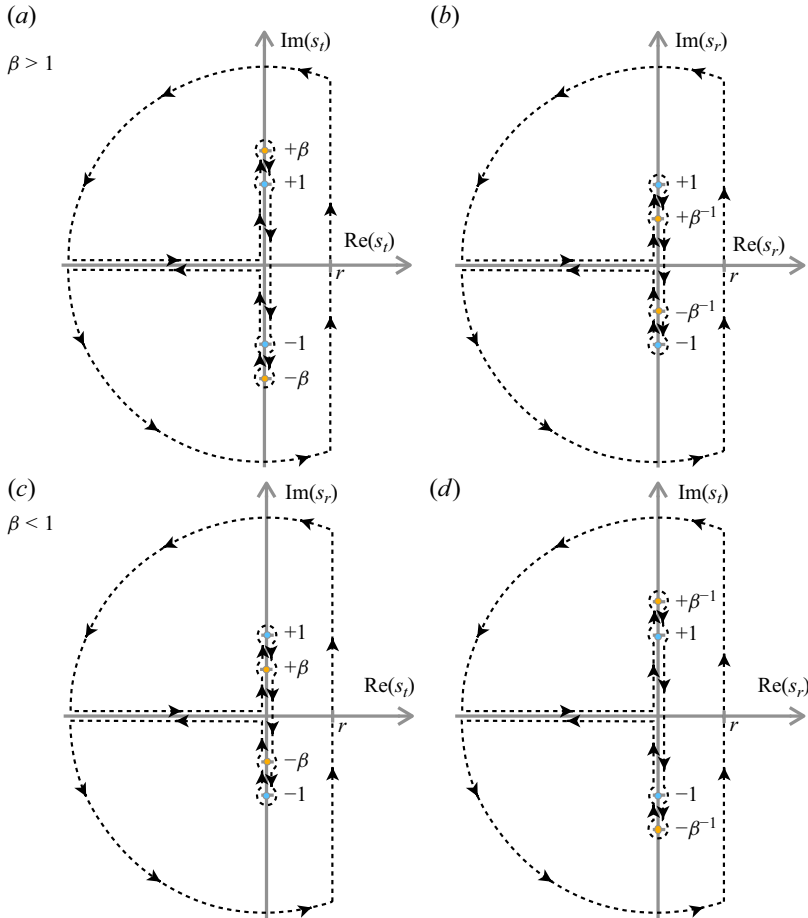 (a)
Im(s_t)
β > 1
+β
+1
Re(s_t)
r
−1
−β
(b)
Im(s_r)
+1
+β⁻¹
Re(s_r)
r
−β⁻¹
−1
(c)
Im(s_r)
β < 1
+1
+β
Re(s_t)
r
−β
−1
(d)
Im(s_t)
+β⁻¹
+1
Re(s_r)
r
−1
−β⁻¹